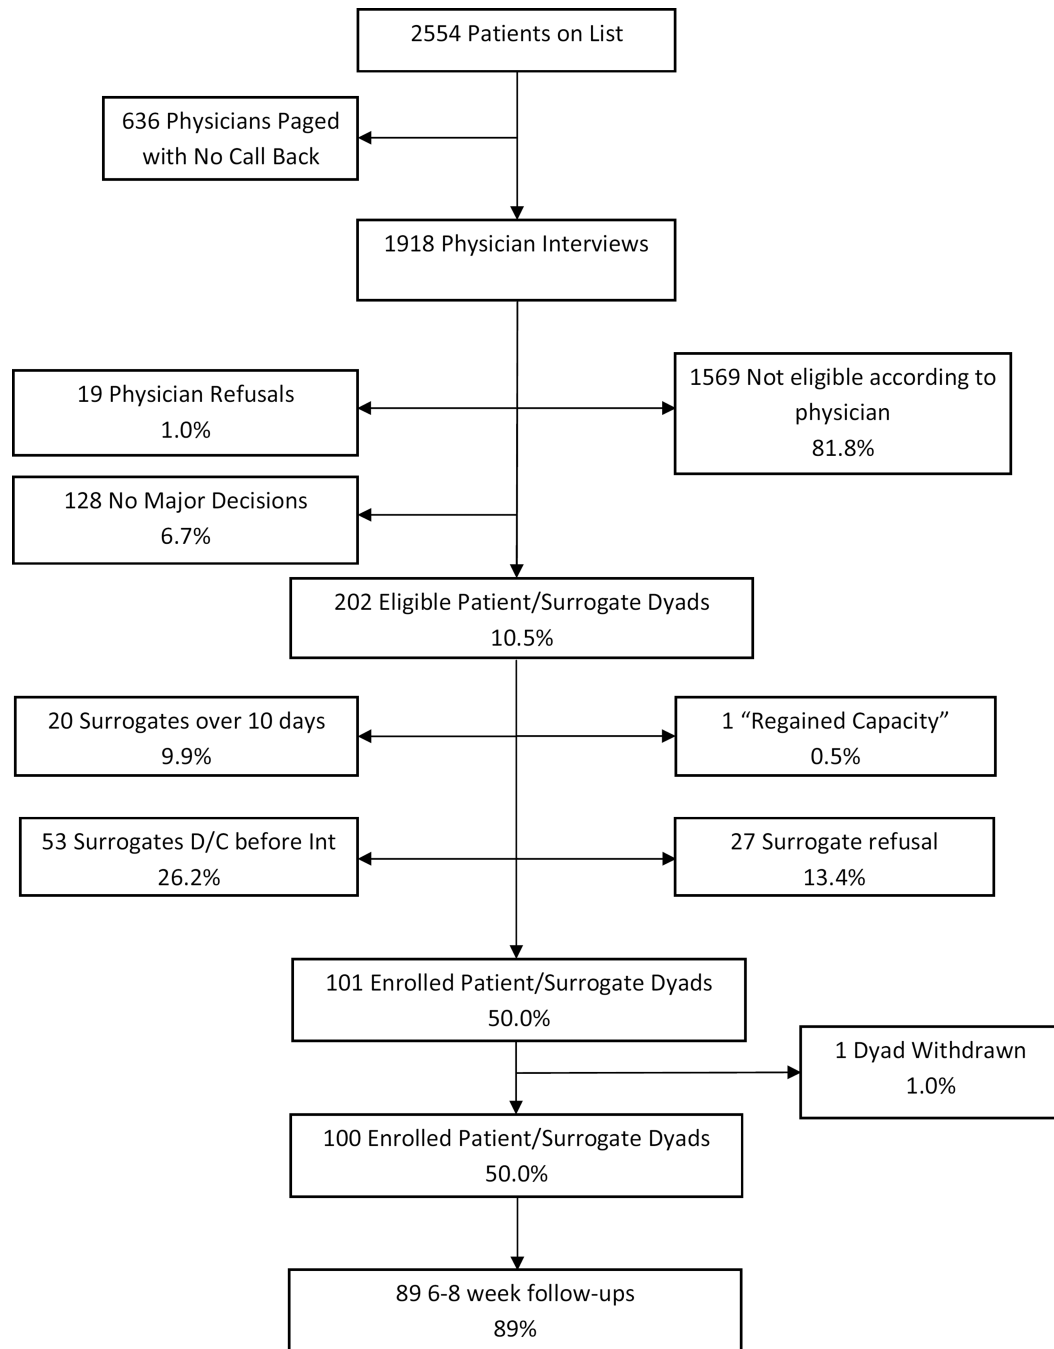 2554 Patients on List
636 Physicians Paged
with No Call Back
1918 Physician Interviews
19 Physician Refusals
1.0%
1569 Not eligible according to
physician
81.8%
128 No Major Decisions
6.7%
202 Eligible Patient/Surrogate Dyads
10.5%
20 Surrogates over 10 days
9.9%
1 “Regained Capacity”
0.5%
53 Surrogates D/C before Int
26.2%
27 Surrogate refusal
13.4%
101 Enrolled Patient/Surrogate Dyads
50.0%
1 Dyad Withdrawn
1.0%
100 Enrolled Patient/Surrogate Dyads
50.0%
89 6-8 week follow-ups
89%